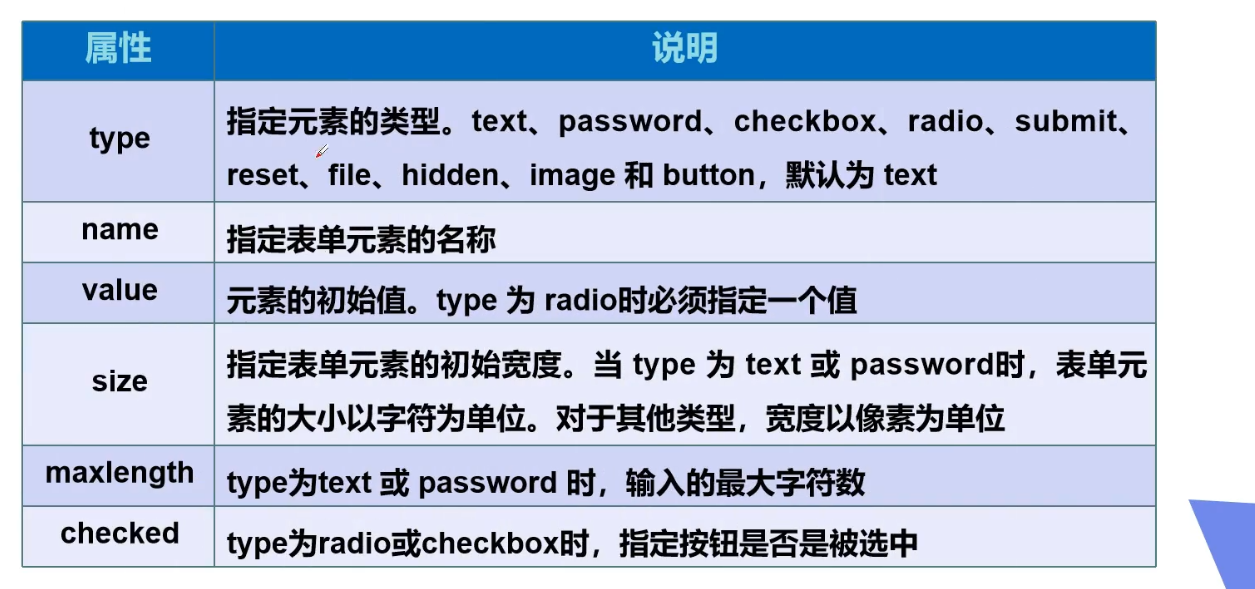 属性 说明
type
指定元素的类型。text、password、checkbox、radio、submit、
reset、file、hidden、image 和 button，默认为 text
name
指定表单元素的名称
value
元素的初始值。type 为 radio时必须指定一个值
size
指定表单元素的初始宽度。当 type 为 text 或 password时，表单元
素的大小以字符为单位。对于其他类型，宽度以像素为单位
maxlength
type为text 或 password 时，输入的最大字符数
checked
type为radio或checkbox时，指定按钮是否是被选中